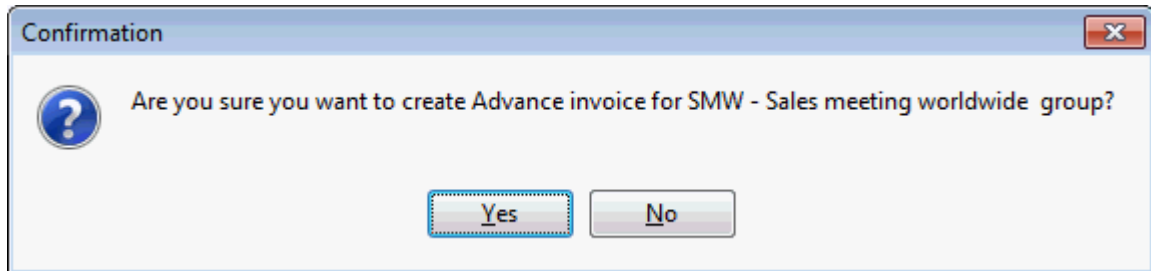 Confirmation
Are you sure you want to create Advance invoice for SMW - Sales meeting worldwide  group?
Yes
No